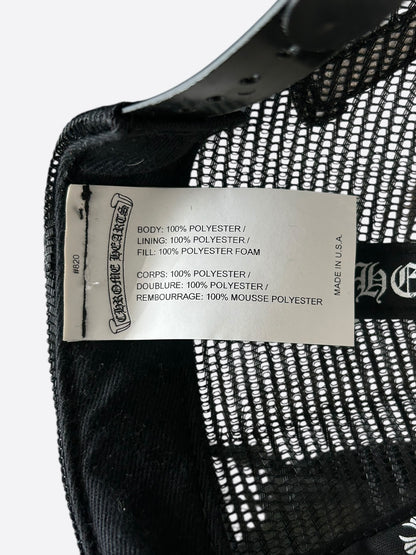 #820
CHROME HEARTS
BODY: 100% POLYESTER /
LINING: 100% POLYESTER /
FILL: 100% POLYESTER FOAM
CORPS: 100% POLYESTER /
DOUBLURE: 100% POLYESTER /
REMBOURRAGE: 100% MOUSSE POLYESTER
MADE IN U.S.A.